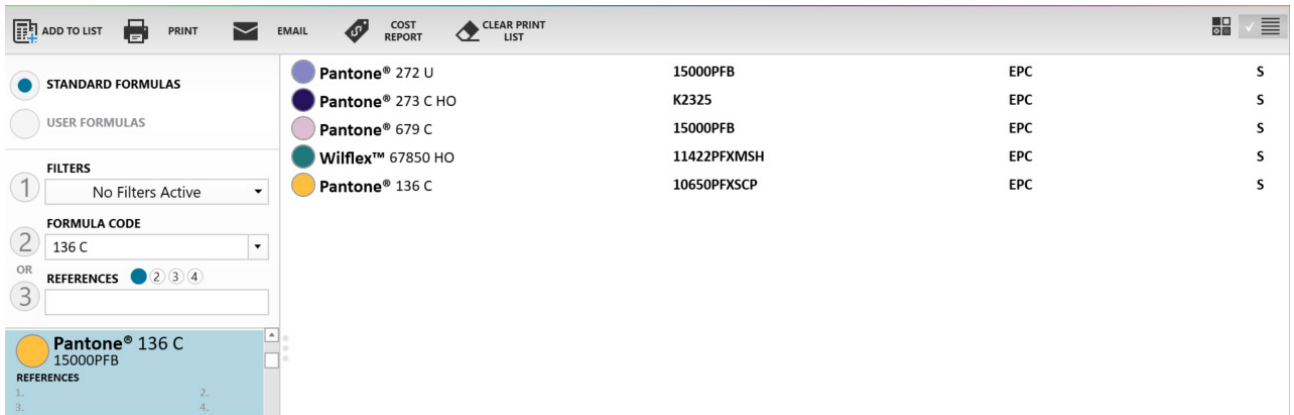 ADD TO LIST PRINT EMAIL COST REPORT CLEAR PRINT LIST
STANDARD FORMULAS
USER FORMULAS
1 FILTERS
No Filters Active
2 FORMULA CODE
136 C
OR
3 REFERENCES 2 3 4
Pantone® 136 C
15000PFB
REFERENCES
1. 2.
3. 4.
Pantone® 272 U 15000PFB EPC S
Pantone® 273 C HO K2325 EPC S
Pantone® 679 C 15000PFB EPC S
Wilflex™ 67850 HO 11422PFXMSH EPC S
Pantone® 136 C 10650PFXSCP EPC S